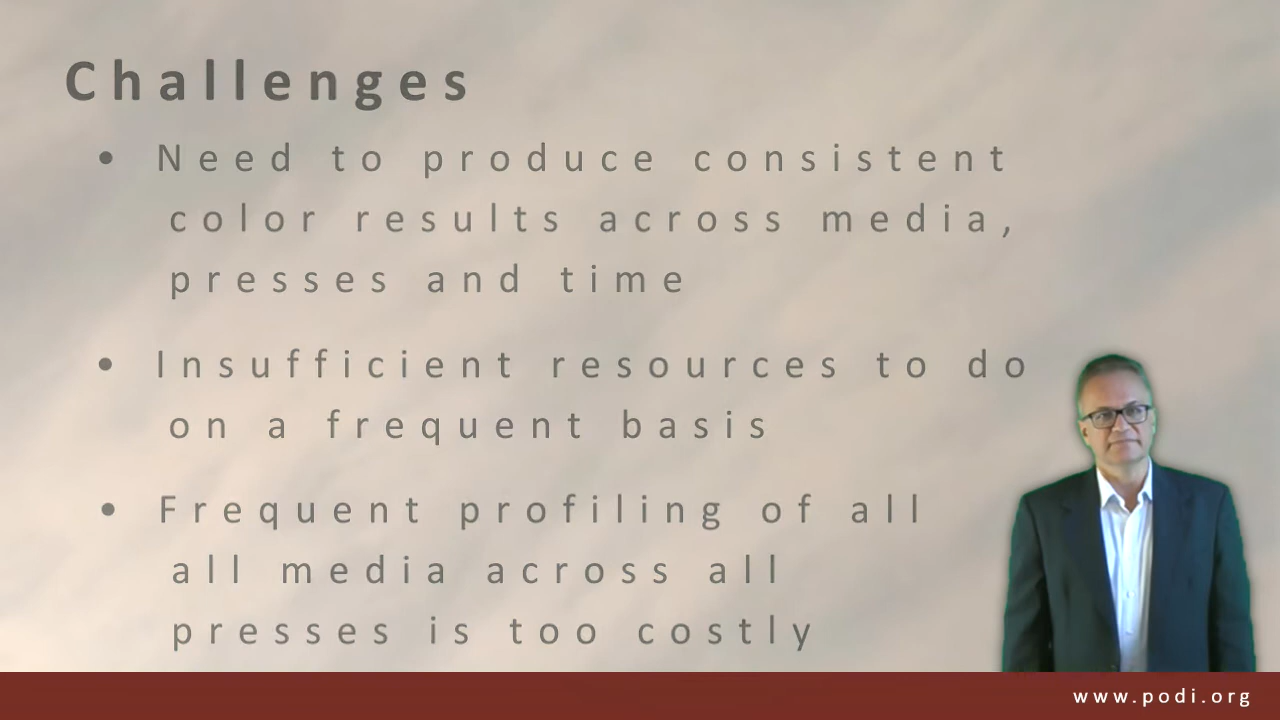 Challenges
• Need to produce consistent
color results across media,
presses and time
• Insufficient resources to do
on a frequent basis
• Frequent profiling of all
all media across all
presses is too costly
www.podi.org